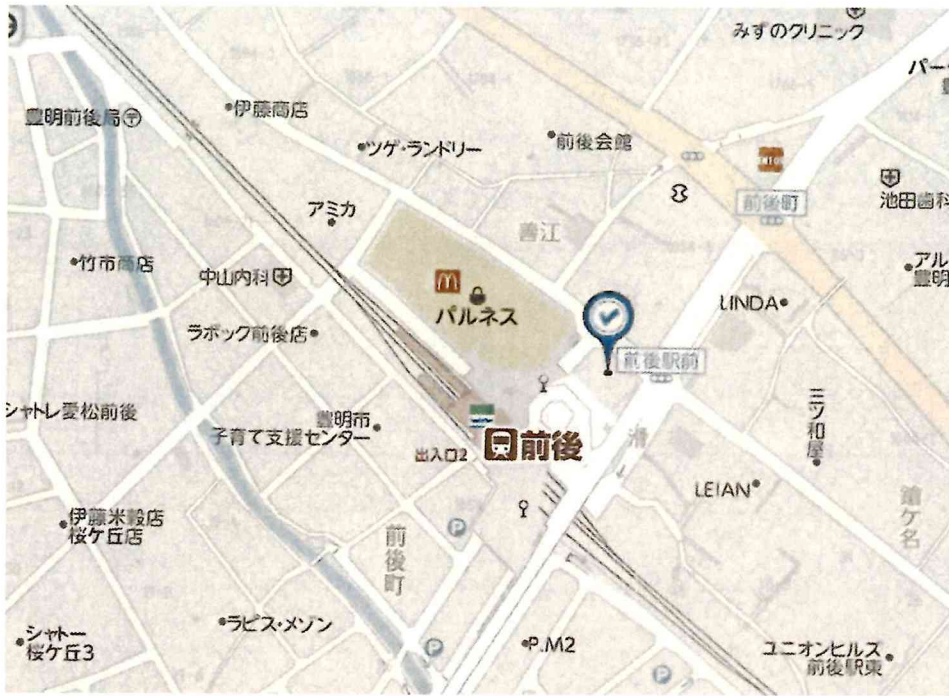 みずのクリニック
パー
豊明前後局
伊藤商店
ツゲ・ランドリー
前後会館
前後町
池田歯科
アミカ
善江
竹市商店
中山内科
アル
豊明
パルネス
LINDA
ラボック前後店
前後駅前
シャトレ愛松前後
豊明市
子育て支援センター
三ツ和屋
出入口2
前後
LEIAN
伊藤米穀店
桜ケ丘店
前後町
P
ラピス・メゾン
シャトー
桜ケ丘3
P
P.M2
ユニオンヒルズ
前後駅東
P